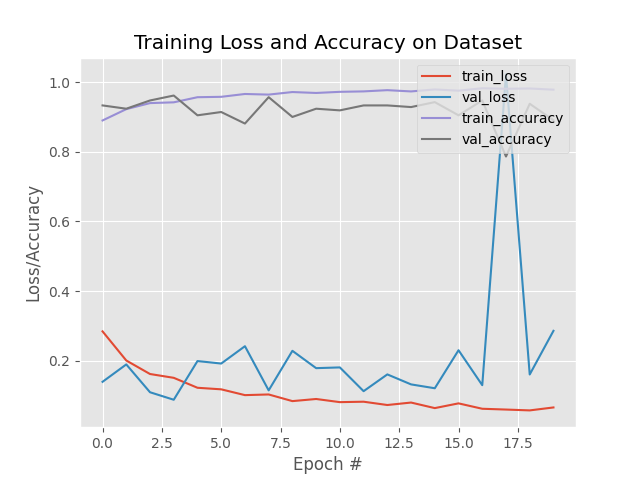 Training Loss and Accuracy on Dataset
train_loss
val_loss
train_accuracy
val_accuracy
1.0
0.8
0.6
0.4
0.2
Loss/Accuracy
0.0 2.5 5.0 7.5 10.0 12.5 15.0 17.5
Epoch #